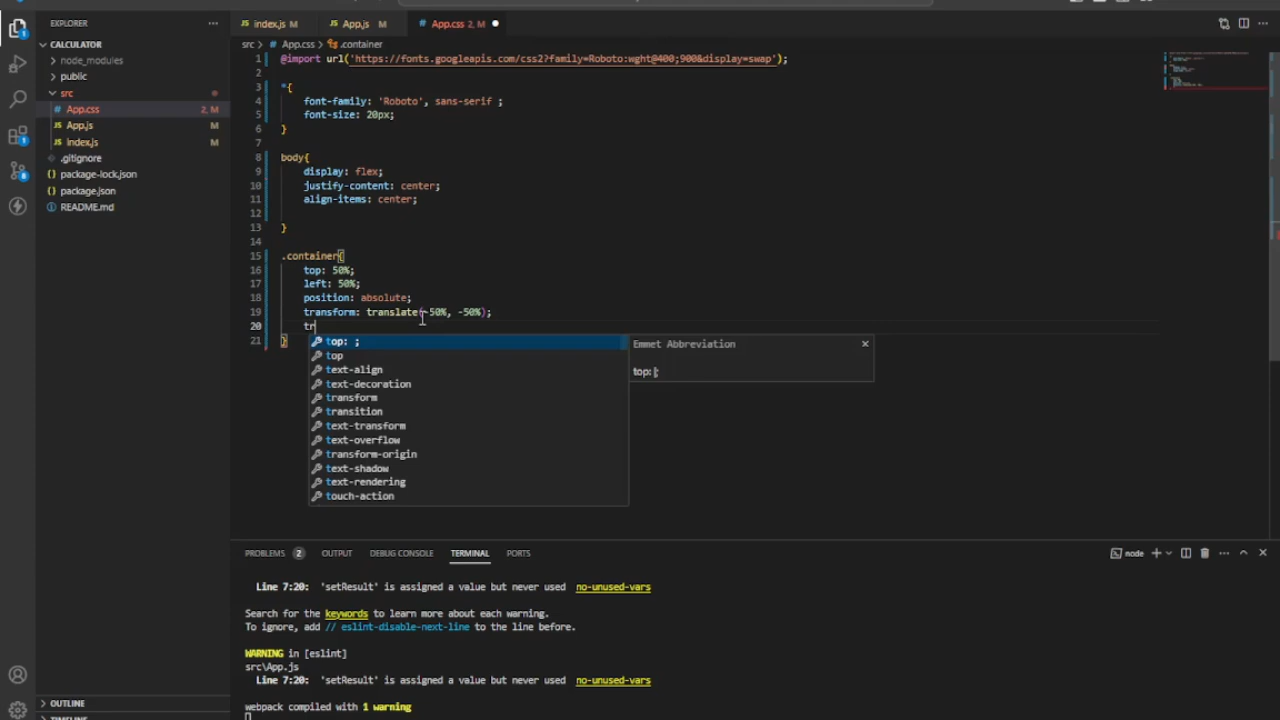 EXPLORER
CALCULATOR
node_modules
public
src
App.css 2, M
App.js M
index.js M
.gitignore
package-lock.json
package.json
README.md
OUTLINE
index.js M App.js M App.css 2, M
src > App.css > .container
1 @import url('https://fonts.googleapis.com/css2?family=Roboto:wght@400;900&display=swap');
2
3 *{
4 font-family: 'Roboto', sans-serif ;
5 font-size: 20px;
6 }
7
8 body{
9 display: flex;
10 justify-content: center;
11 align-items: center;
12
13 }
14
15 .container{
16 top: 50%;
17 left: 50%;
18 position: absolute;
19 transform: translate(-50%, -50%);
20 tr
21 }
top: ;
top
text-align
text-decoration
transform
transition
text-transform
text-overflow
transform-origin
text-shadow
text-rendering
touch-action
Emmet Abbreviation
top: |;
PROBLEMS 2 OUTPUT DEBUG CONSOLE TERMINAL PORTS
node
Line 7:20: 'setResult' is assigned a value but never used no-unused-vars
Search for the keywords to learn more about each warning.
To ignore, add // eslint-disable-next-line to the line before.
WARNING in [eslint]
src\App.js
Line 7:20: 'setResult' is assigned a value but never used no-unused-vars
webpack compiled with 1 warning